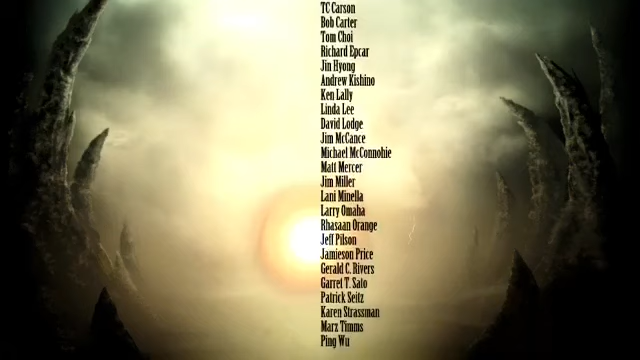 TC Carson
Bob Carter
Tom Choi
Richard Epcar
Jin Hyong
Andrew Kishino
Ken Lally
Linda Lee
David Lodge
Jim McCance
Michael McConnohie
Matt Mercer
Jim Miller
Lani Minella
Larry Omaha
Rhasaan Orange
Jeff Pilson
Jamieson Price
Gerald C. Rivers
Garret T. Sato
Patrick Seitz
Karen Strassman
Marz Timms
Ping Wu